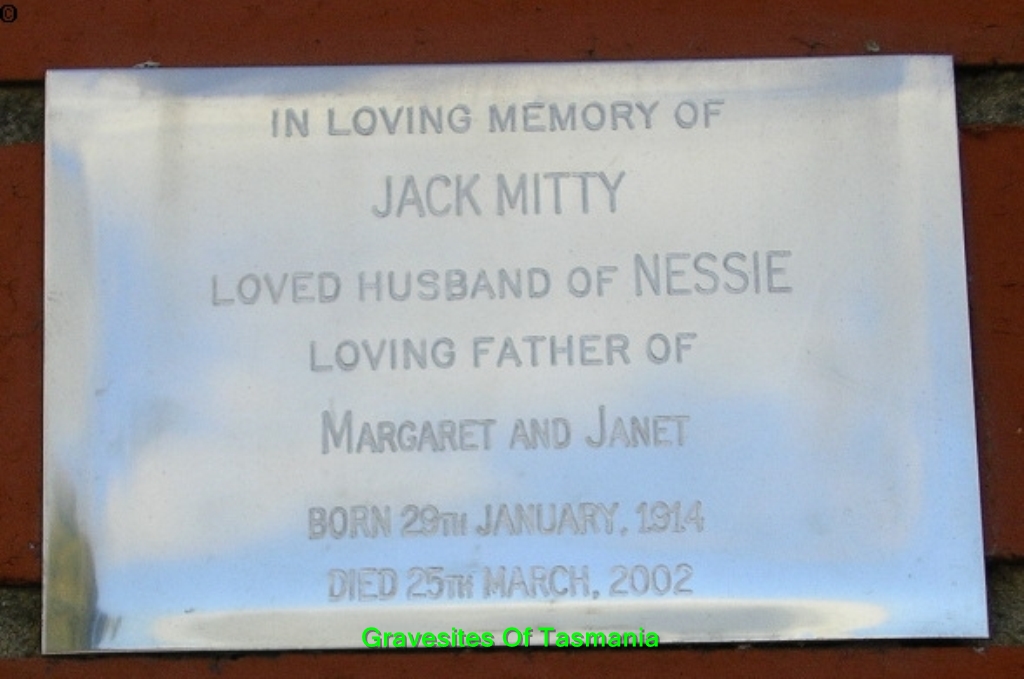 ©
IN LOVING MEMORY OF
JACK MITTY
LOVED HUSBAND OF NESSIE
LOVING FATHER OF
MARGARET AND JANET
BORN 29TH JANUARY, 1914
DIED 25TH MARCH, 2002
Gravesites Of Tasmania